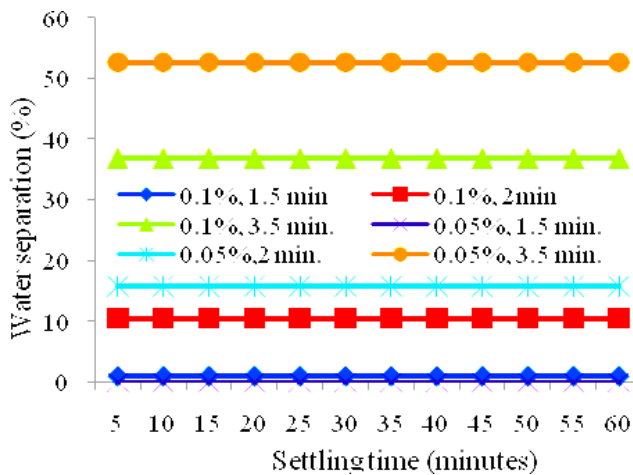 60
50
40
30
20
10
0
Water separation (%)
0.1%, 1.5 min
0.1%, 2min
0.1%, 3.5 min.
0.05%, 1.5 min.
0.05%, 2 min.
0.05%, 3.5 min.
5 10 15 20 25 30 35 40 45 50 55 60
Settling time (minutes)